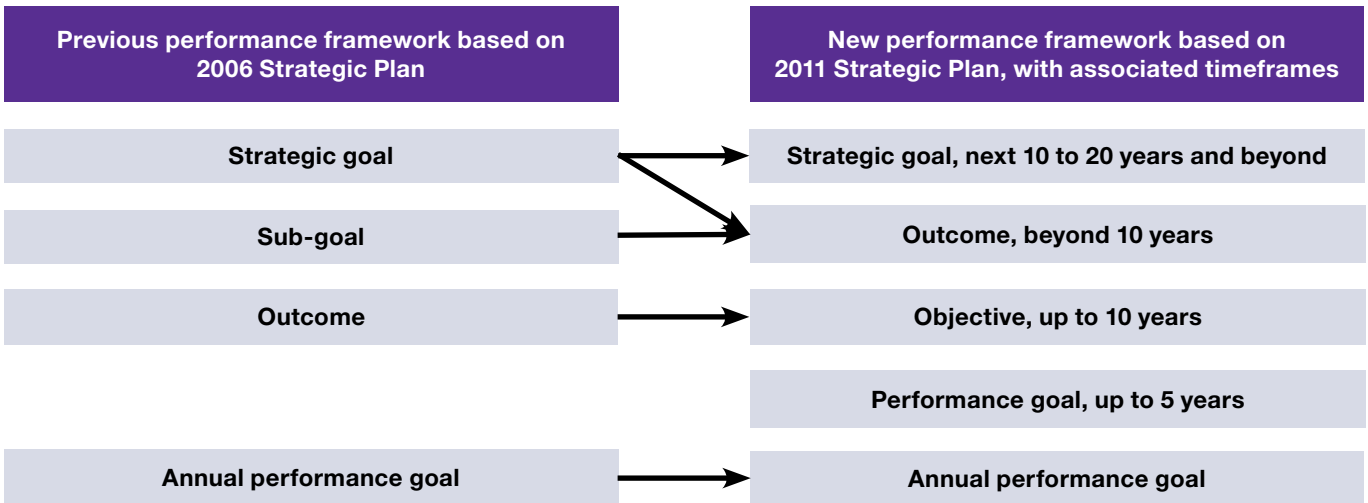 Previous performance framework based on
2006 Strategic Plan
New performance framework based on
2011 Strategic Plan, with associated timeframes
Strategic goal
Strategic goal, next 10 to 20 years and beyond
Sub-goal
Outcome, beyond 10 years
Outcome
Objective, up to 10 years
Performance goal, up to 5 years
Annual performance goal
Annual performance goal